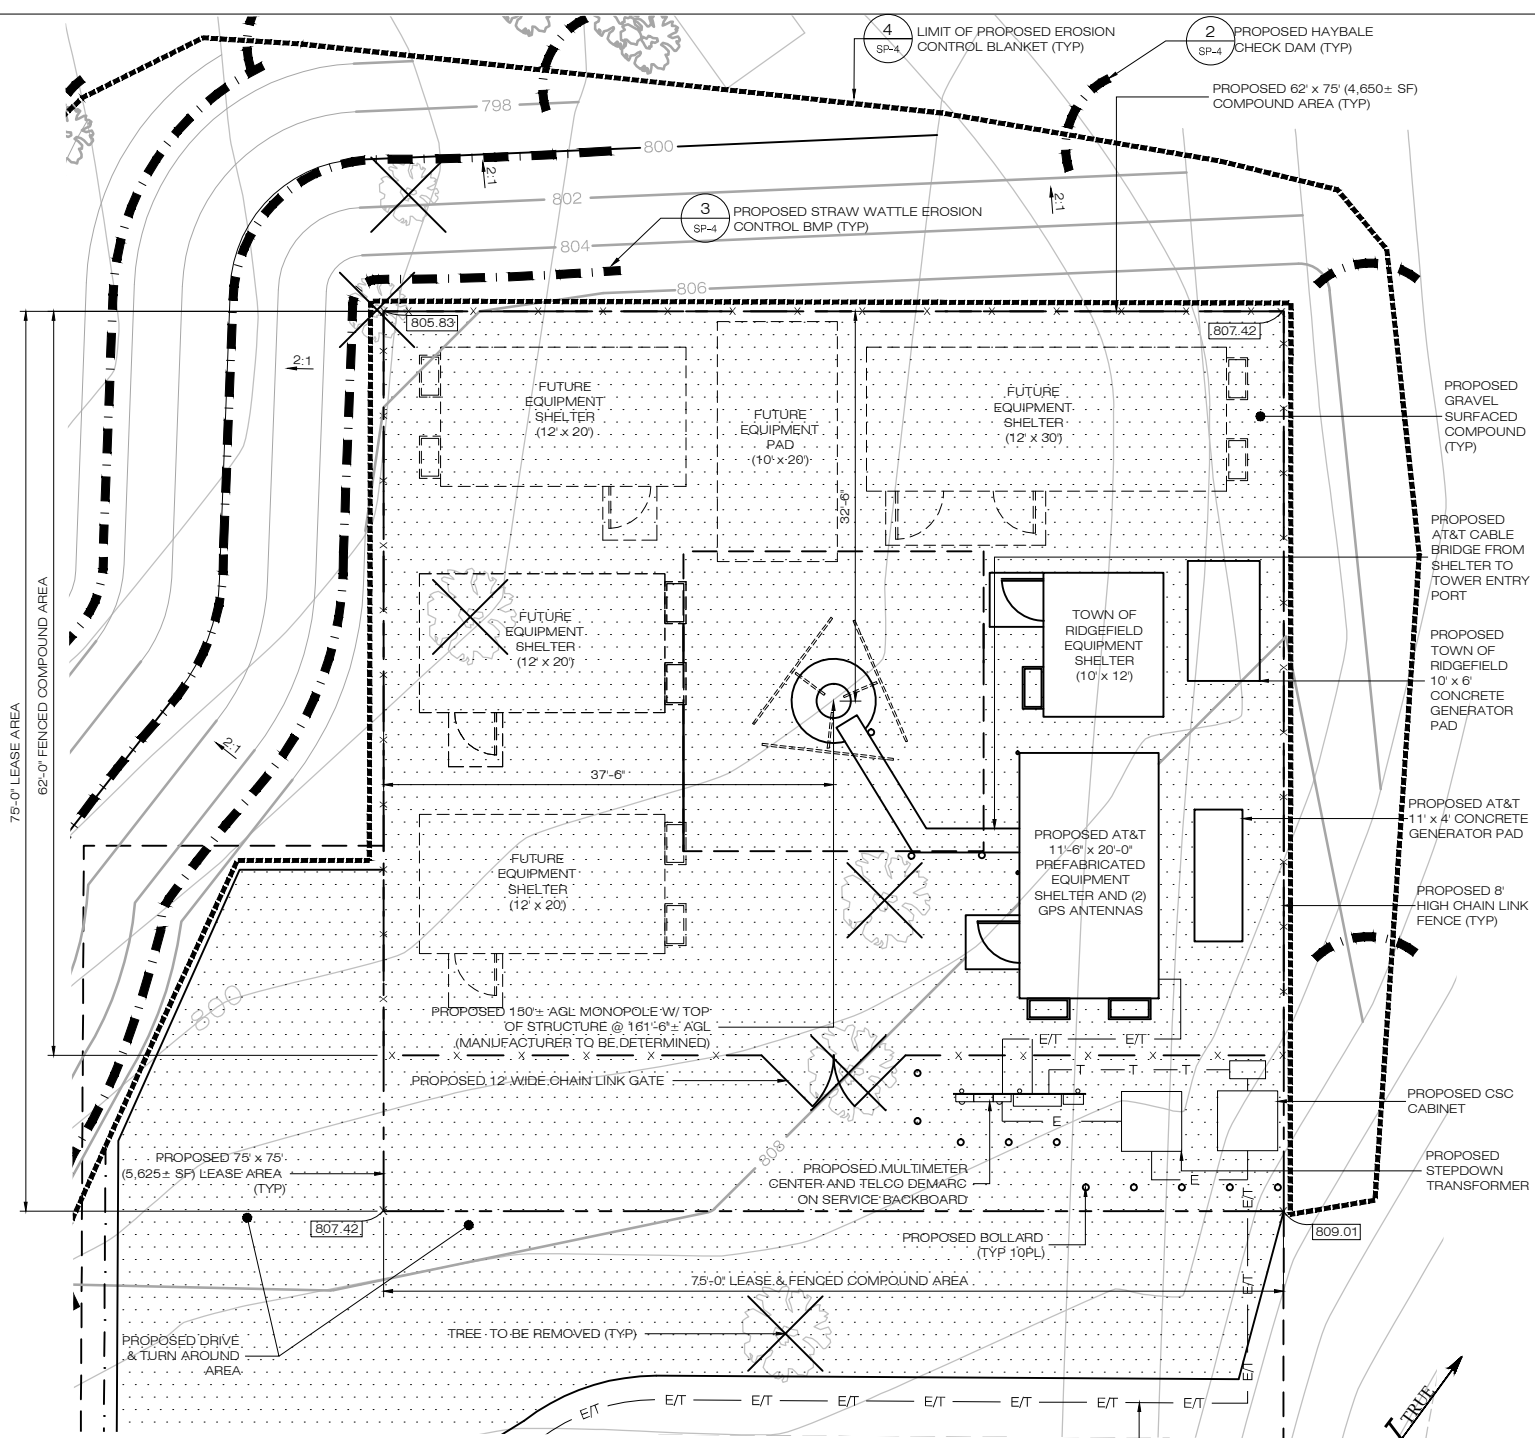 4
SP-4
LIMIT OF PROPOSED EROSION
CONTROL BLANKET (TYP)
2
SP-4
PROPOSED HAYBALE
CHECK DAM (TYP)
PROPOSED 62' x 75' (4,650± SF)
COMPOUND AREA (TYP)
798
800
802
804
806
2:1
2:1
3
SP-4
PROPOSED STRAW WATTLE EROSION
CONTROL BMP (TYP)
805.83
807.42
2:1
FUTURE
EQUIPMENT
SHELTER
(12' x 20')
FUTURE
EQUIPMENT
PAD
(10' x 20')
FUTURE
EQUIPMENT
SHELTER
(12' x 30')
PROPOSED
GRAVEL
SURFACED
COMPOUND
(TYP)
32'-6"
PROPOSED
AT&T CABLE
BRIDGE FROM
SHELTER TO
TOWER ENTRY
PORT
FUTURE
EQUIPMENT
SHELTER
(12' x 20')
TOWN OF
RIDGEFIELD
EQUIPMENT
SHELTER
(10' x 12')
PROPOSED
TOWN OF
RIDGEFIELD
10' x 6'
CONCRETE
GENERATOR
PAD
75'-0" LEASE AREA
62'-0" FENCED COMPOUND AREA
2:1
37'-6"
PROPOSED AT&T
11'-6" x 20'-0"
PREFABRICATED
EQUIPMENT
SHELTER AND (2)
GPS ANTENNAS
PROPOSED AT&T
11' x 4' CONCRETE
GENERATOR PAD
FUTURE
EQUIPMENT
SHELTER
(12' x 20')
PROPOSED 8'
HIGH CHAIN LINK
FENCE (TYP)
800
PROPOSED 150'± AGL MONOPOLE W/ TOP
OF STRUCTURE @ 161'-6"± AGL
(MANUFACTURER TO BE DETERMINED)
E/T
E/T
T
T
T
PROPOSED 12' WIDE CHAIN LINK GATE
PROPOSED CSC
CABINET
E
808
PROPOSED 75' x 75'
(5,625± SF) LEASE AREA
(TYP)
PROPOSED MULTIMETER
CENTER AND TELCO DEMARC
ON SERVICE BACKBOARD
PROPOSED
STEPDOWN
TRANSFORMER
E
E/T
807.42
PROPOSED BOLLARD
(TYP 10PL)
809.01
75'-0" LEASE & FENCED COMPOUND AREA
E/T
PROPOSED DRIVE
& TURN AROUND
AREA
TREE TO BE REMOVED (TYP)
E/T
E/T
E/T
E/T
E/T
E/T
E/T
E/T
E/T
TRUE